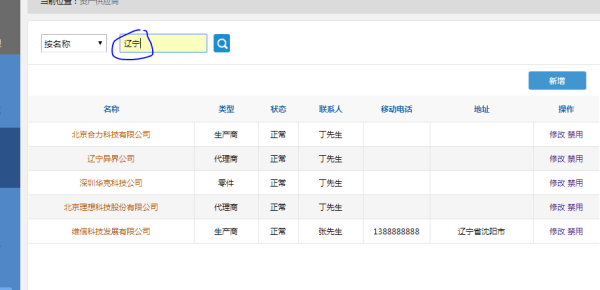 当前位置：资产供应商
按名称 辽宁
新增
名称 类型 状态 联系人 移动电话 地址 操作
北京合力科技有限公司 生产商 正常 丁先生 修改 禁用
辽宁异界公司 代理商 正常 丁先生 修改 禁用
深圳华克科技公司 零件 正常 丁先生 修改 禁用
北京理想科技股份有限公司 代理商 正常 丁先生 修改 禁用
维信科技发展有限公司 生产商 正常 张先生 1388888888 辽宁省沈阳市 修改 禁用